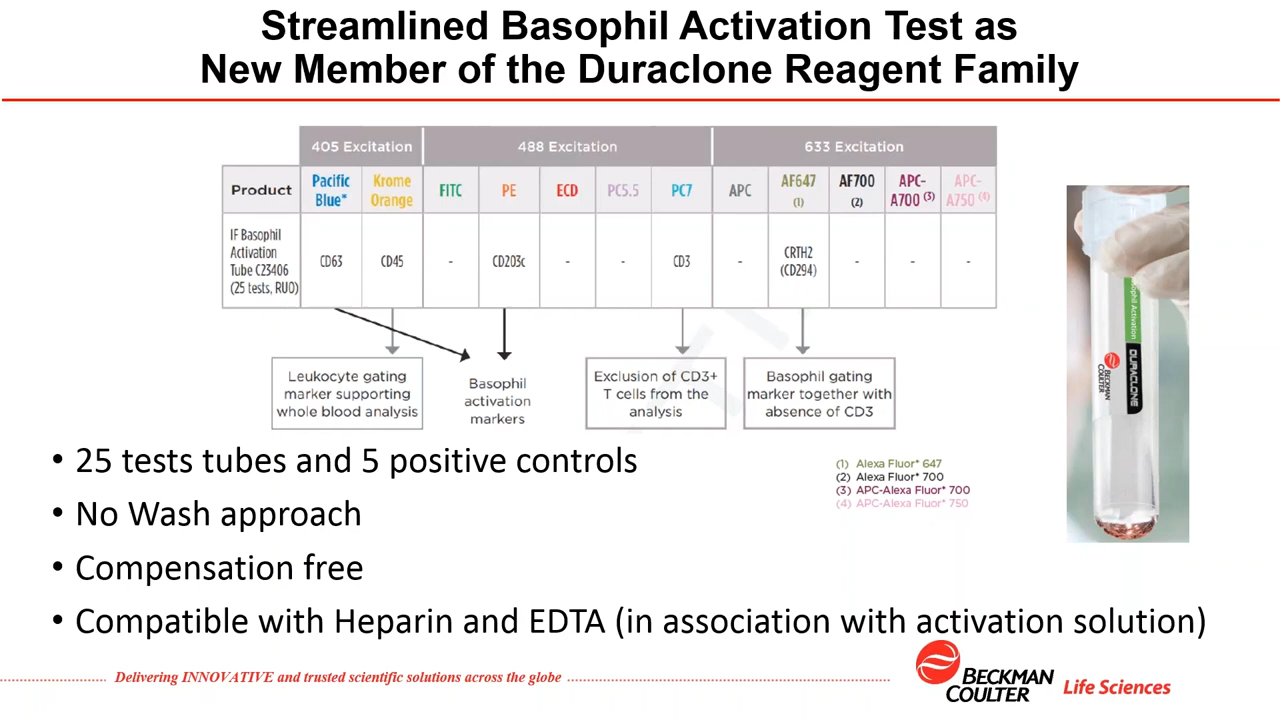 Streamlined Basophil Activation Test as
New Member of the Duraclone Reagent Family
405 Excitation 488 Excitation 633 Excitation
Product Pacific Blue* Krome Orange FITC PE ECD PC5.5 PC7 APC AF647 (1) AF700 (2) APC-A700 (3) APC-A750 (4)
IF Basophil
Activation
Tube C23406
(25 tests, RUO)
CD63 CD45 - CD203c - - CD3 - CRTH2 (CD294) - - -
Leukocyte gating
marker supporting
whole blood analysis
Basophil
activation
markers
Exclusion of CD3+
T cells from the
analysis
Basophil gating
marker together with
absence of CD3
• 25 tests tubes and 5 positive controls
• No Wash approach
• Compensation free
• Compatible with Heparin and EDTA (in association with activation solution)
(1) Alexa Fluor* 647
(2) Alexa Fluor* 700
(3) APC-Alexa Fluor* 700
(4) APC-Alexa Fluor* 750
Activation
DURACLONE
BECKMAN
COULTER
Delivering INNOVATIVE and trusted scientific solutions across the globe
BECKMAN
COULTER
Life Sciences